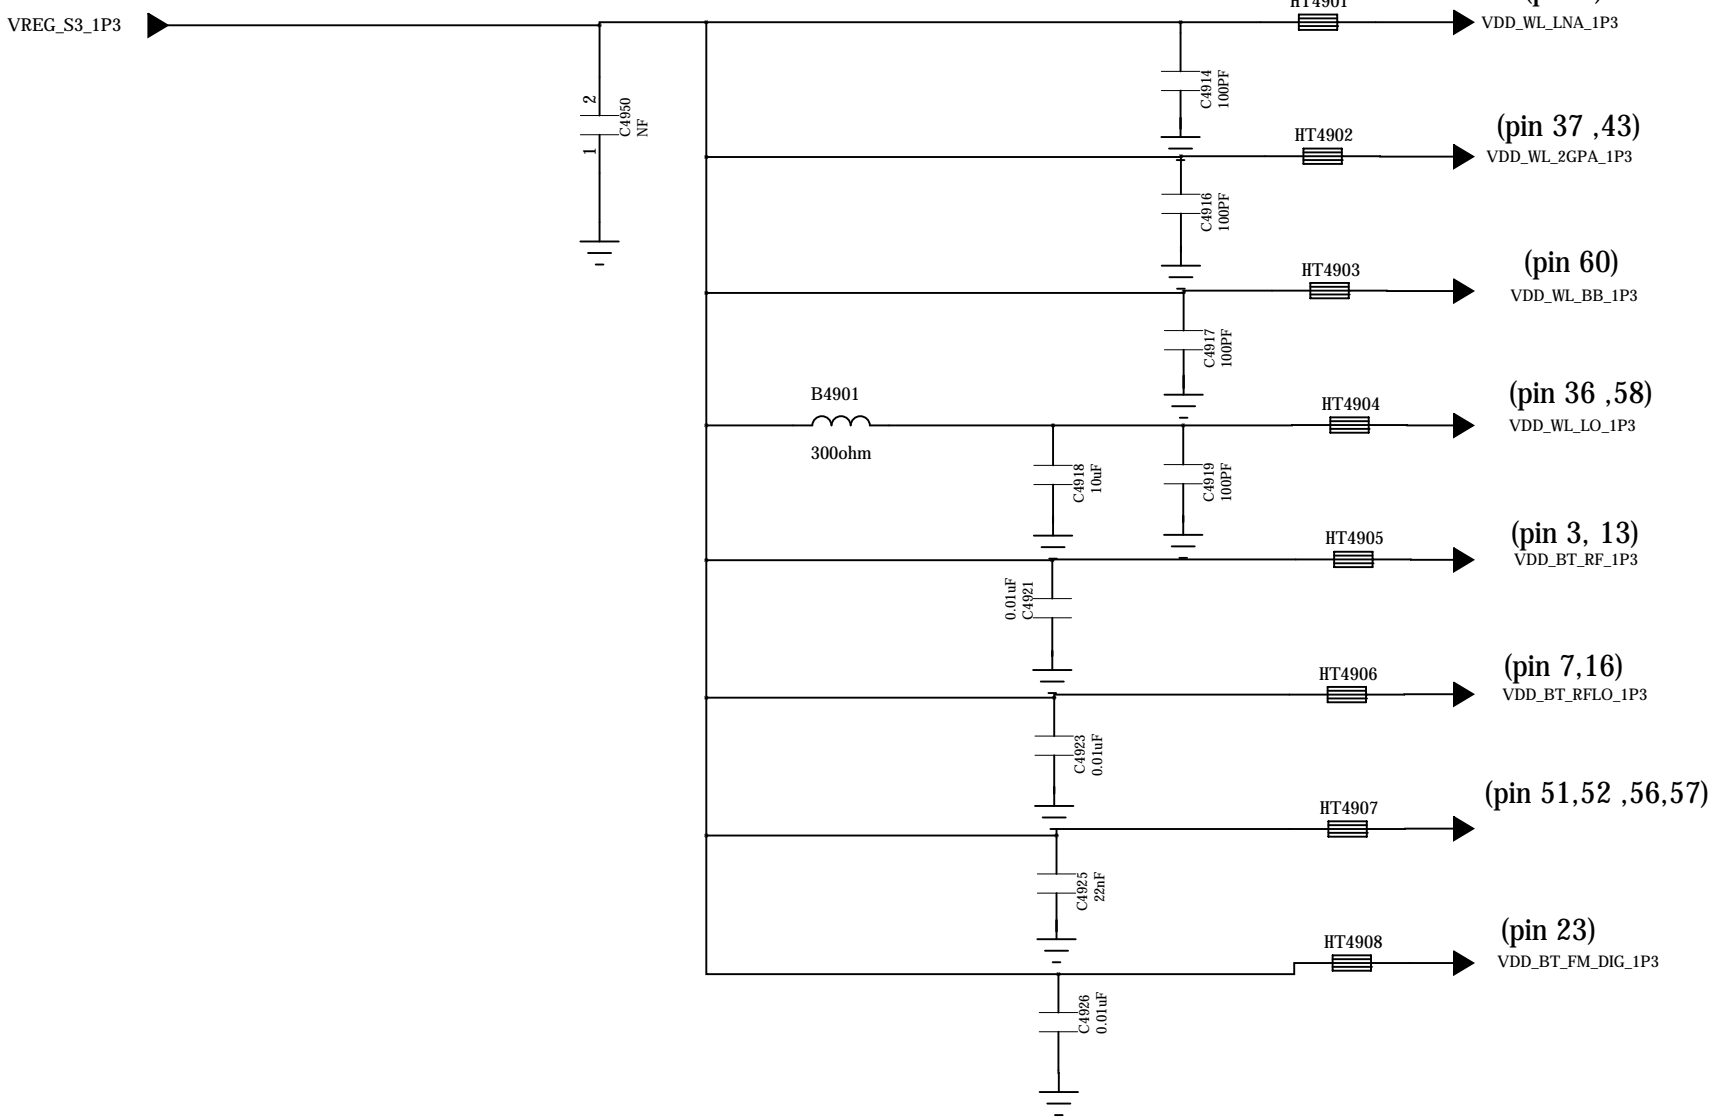 HT4901
VREG_S3_1P3
VDD_WL_LNA_1P3
C4914
100PF
2
C4950
NF
1
(pin 37 ,43)
HT4902
VDD_WL_2GPA_1P3
C4916
100PF
(pin 60)
HT4903
VDD_WL_BB_1P3
C4917
100PF
B4901
300ohm
(pin 36 ,58)
HT4904
VDD_WL_LO_1P3
C4918
10uF
C4919
100PF
(pin 3, 13)
HT4905
VDD_BT_RF_1P3
0.01uF
C4921
(pin 7,16)
HT4906
VDD_BT_RFLO_1P3
C4923
0.01uF
(pin 51,52 ,56,57)
HT4907
C4925
22nF
(pin 23)
HT4908
VDD_BT_FM_DIG_1P3
C4926
0.01uF